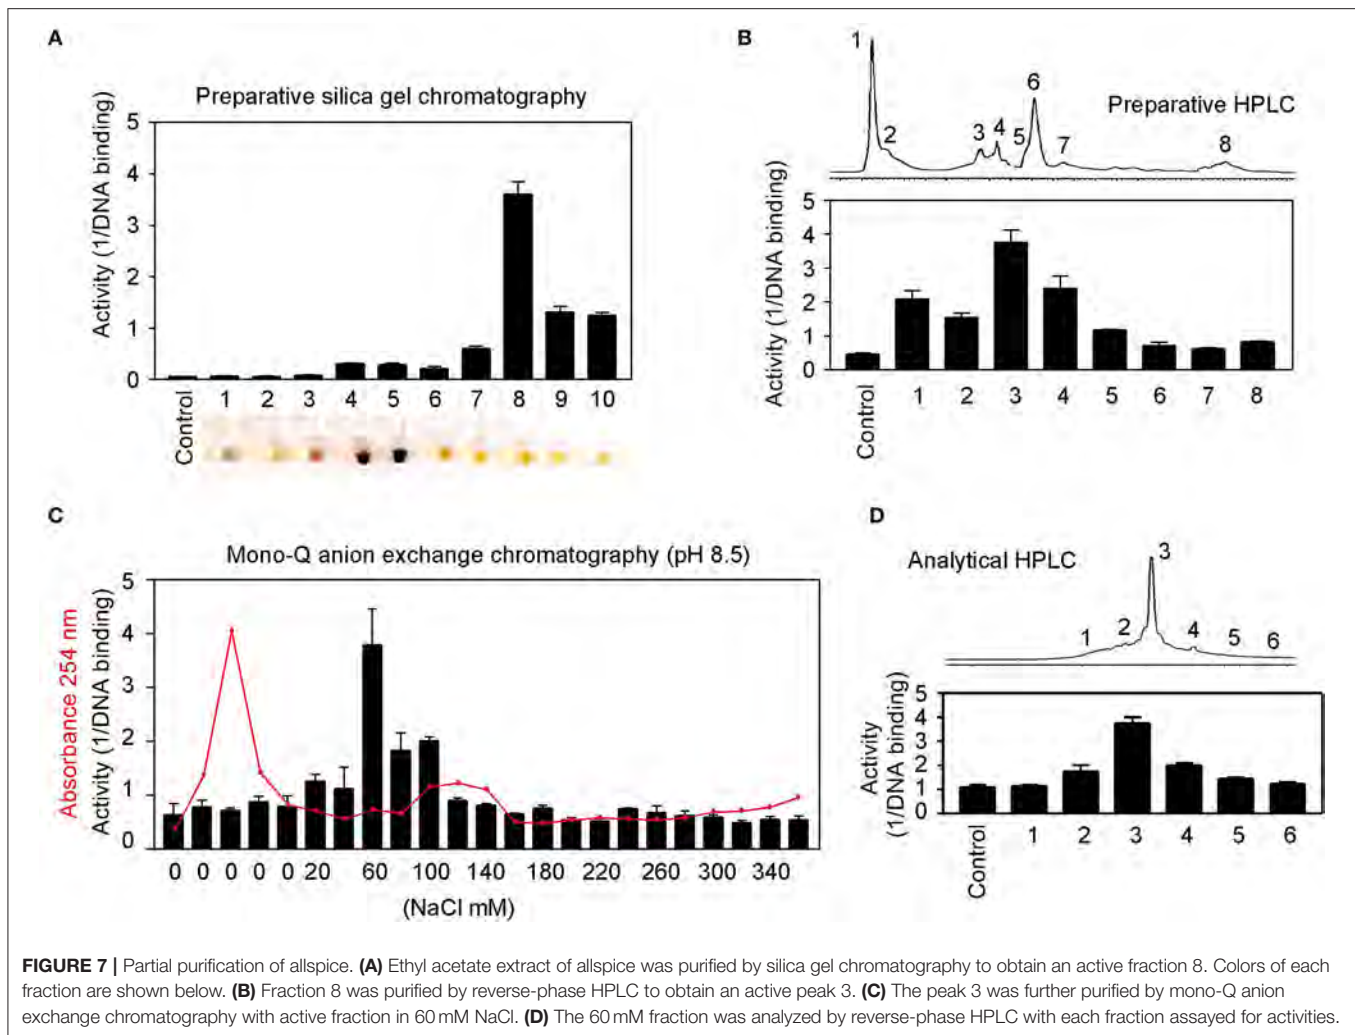 A
Preparative silica gel chromatography
Activity (1/DNA binding)
5
4
3
2
1
0
Control 1 2 3 4 5 6 7 8 9 10
B
1 2 3 4 5 6 7 8
Preparative HPLC
Activity (1/DNA binding)
5
4
3
2
1
0
Control 1 2 3 4 5 6 7 8
C
Mono-Q anion exchange chromatography (pH 8.5)
Absorbance 254 nm
Activity (1/DNA binding)
5
4
3
2
1
0
0 0 0 0 0 20 60 100 140 180 220 260 300 340
(NaCl mM)
D
Analytical HPLC
1 2 3 4 5 6
Activity
(1/DNA binding)
5
4
3
2
1
0
Control 1 2 3 4 5 6
FIGURE 7 | Partial purification of allspice. (A) Ethyl acetate extract of allspice was purified by silica gel chromatography to obtain an active fraction 8. Colors of each
fraction are shown below. (B) Fraction 8 was purified by reverse-phase HPLC to obtain an active peak 3. (C) The peak 3 was further purified by mono-Q anion
exchange chromatography with active fraction in 60 mM NaCl. (D) The 60 mM fraction was analyzed by reverse-phase HPLC with each fraction assayed for activities.